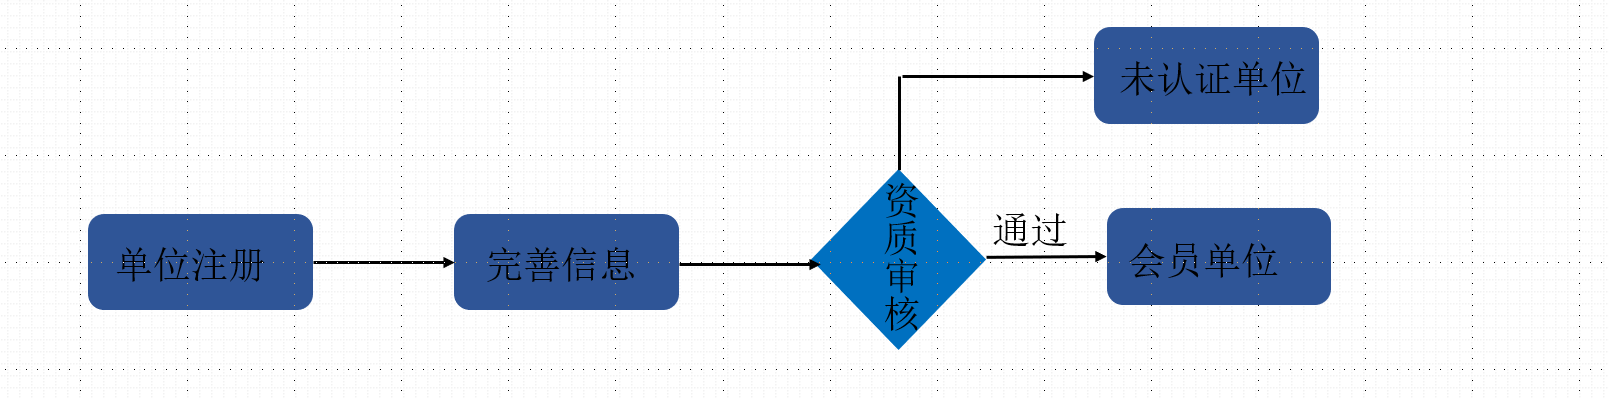 未认证单位
单位注册
完善信息
资质审核
通过
会员单位